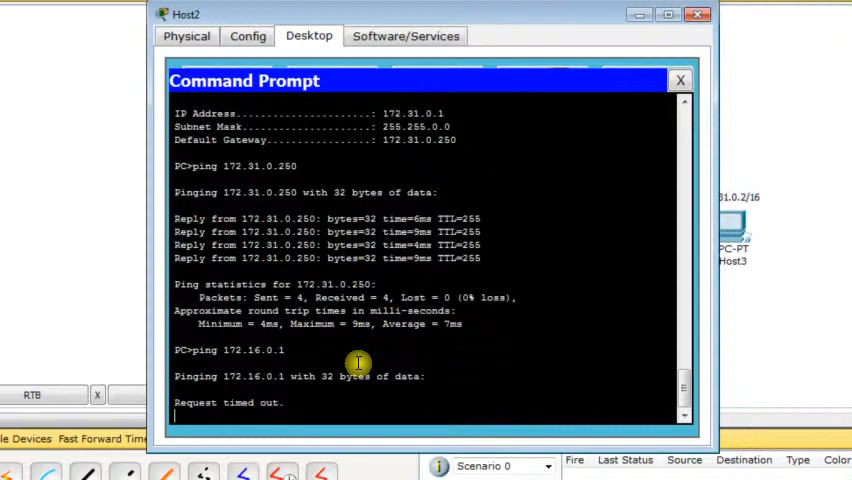 Host2
Physical
Config
Desktop
Software/Services
Command Prompt
X
IP Address......................: 172.31.0.1
Subnet Mask.....................: 255.255.0.0
Default Gateway.................: 172.31.0.250
PC>ping 172.31.0.250
Pinging 172.31.0.250 with 32 bytes of data:
Reply from 172.31.0.250: bytes=32 time=6ms TTL=255
Reply from 172.31.0.250: bytes=32 time=9ms TTL=255
Reply from 172.31.0.250: bytes=32 time=4ms TTL=255
Reply from 172.31.0.250: bytes=32 time=9ms TTL=255
Ping statistics for 172.31.0.250:
Packets: Sent = 4, Received = 4, Lost = 0 (0% loss),
Approximate round trip times in milli-seconds:
Minimum = 4ms, Maximum = 9ms, Average = 7ms
PC>ping 172.16.0.1
Pinging 172.16.0.1 with 32 bytes of data:
Request timed out.
1.0.2/16
PC-PT
Host3
RTB
X
le Devices Fast Forward Time
Scenario 0
Fire Last Status Source Destination Type Color